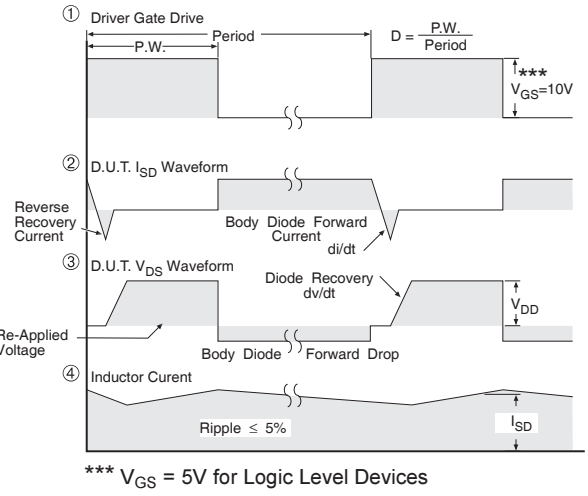 ① Driver Gate Drive
Period
P.W.
D = P.W. / Period
***
VGS=10V
② D.U.T. ISD Waveform
Reverse
Recovery
Current
Body Diode Forward
Current
di/dt
③ D.U.T. VDS Waveform
Diode Recovery
dv/dt
VDD
Re-Applied
Voltage
Body Diode Forward Drop
④ Inductor Curent
Ripple ≤ 5%
ISD
*** VGS = 5V for Logic Level Devices